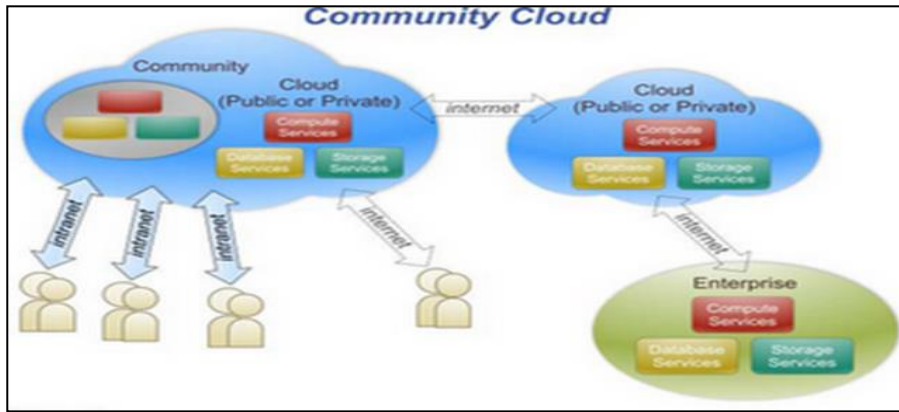 Community Cloud
Community
Cloud
(Public or Private)
Compute
Services
Database
Services
Storage
Services
internet
Cloud
(Public or Private)
Compute
Services
Database
Services
Storage
Services
intranet
intranet
intranet
internet
internet
Enterprise
Compute
Services
Database
Services
Storage
Services